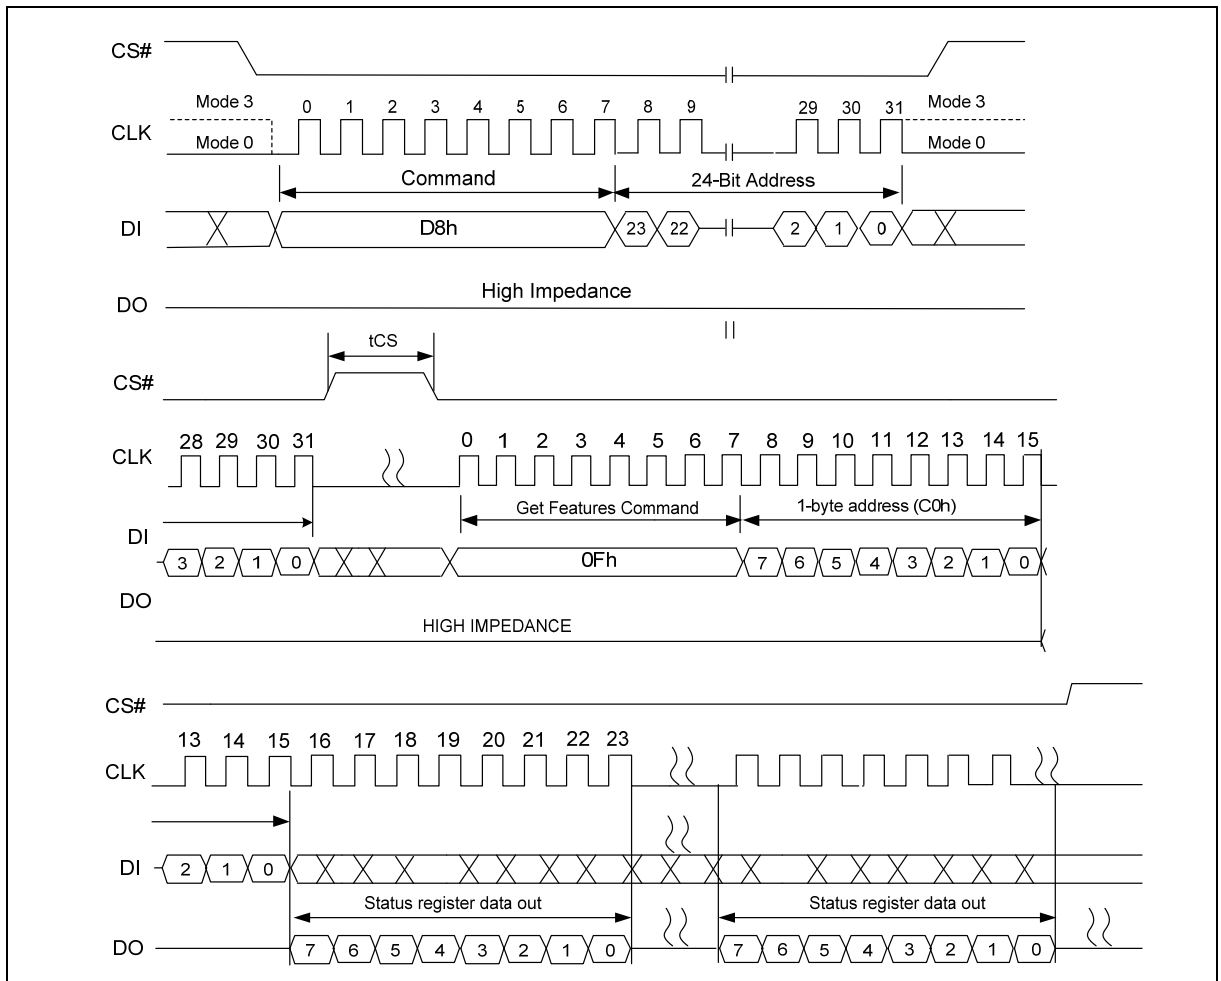 CS#
Mode 3 0 1 2 3 4 5 6 7 8 9 29 30 31 Mode 3
CLK
Mode 0 Mode 0
Command 24-Bit Address
DI D8h 23 22 2 1 0
High Impedance
DO
tCS
CS#
28 29 30 31 0 1 2 3 4 5 6 7 8 9 10 11 12 13 14 15
CLK
Get Features Command 1-byte address (C0h)
DI
3 2 1 0 0Fh 7 6 5 4 3 2 1 0
DO
HIGH IMPEDANCE
CS#
13 14 15 16 17 18 19 20 21 22 23
CLK
DI 2 1 0
Status register data out Status register data out
DO 7 6 5 4 3 2 1 0 7 6 5 4 3 2 1 0